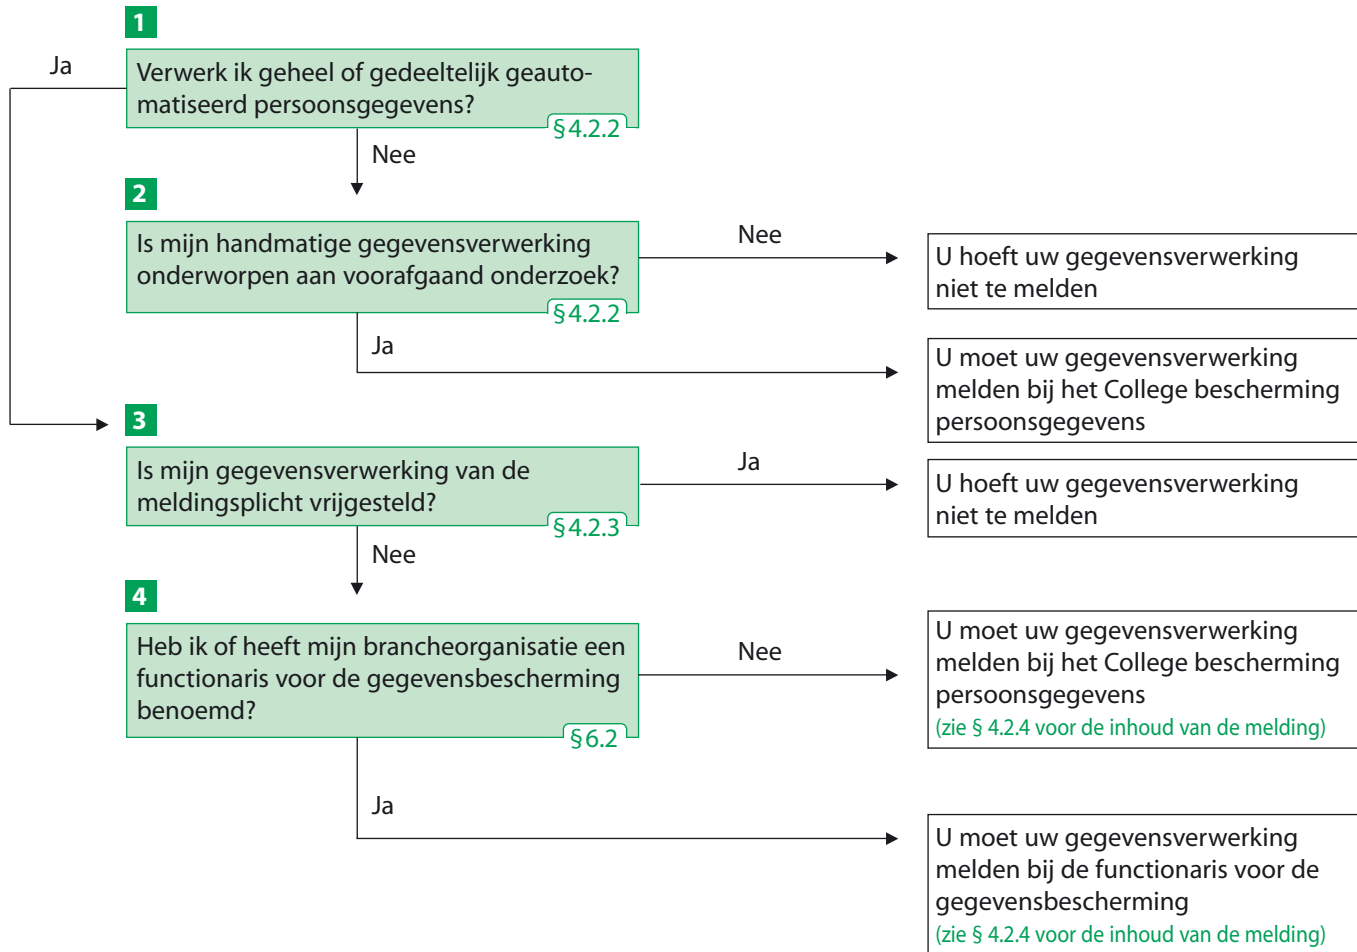 1
Ja
Verwerk ik geheel of gedeeltelijk geauto-
matiseerd persoonsgegevens?
§ 4.2.2
Nee
2
Is mijn handmatige gegevensverwerking
onderworpen aan voorafgaand onderzoek?
§ 4.2.2
Nee
U hoeft uw gegevensverwerking
niet te melden
Ja
U moet uw gegevensverwerking
melden bij het College bescherming
persoonsgegevens
3
Is mijn gegevensverwerking van de
meldingsplicht vrijgesteld?
§ 4.2.3
Ja
U hoeft uw gegevensverwerking
niet te melden
Nee
4
Heb ik of heeft mijn brancheorganisatie een
functionaris voor de gegevensbescherming
benoemd?
§ 6.2
Nee
U moet uw gegevensverwerking
melden bij het College bescherming
persoonsgegevens
(zie § 4.2.4 voor de inhoud van de melding)
Ja
U moet uw gegevensverwerking
melden bij de functionaris voor de
gegevensbescherming
(zie § 4.2.4 voor de inhoud van de melding)